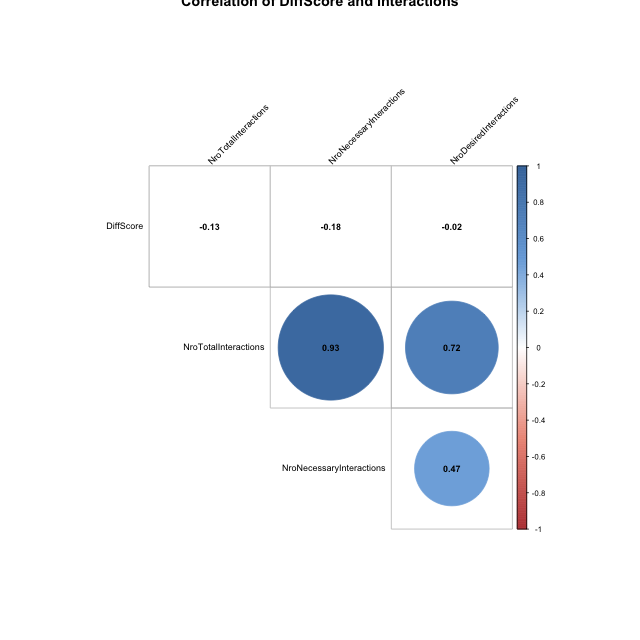 Correlation of DiffScore and Interactions
NroTotalInteractions
NroNecessaryInteractions
NroDesiredInteractions
DiffScore
-0.13
-0.18
-0.02
NroTotalInteractions
0.93
0.72
NroNecessaryInteractions
0.47
1
0.8
0.6
0.4
0.2
0
-0.2
-0.4
-0.6
-0.8
-1